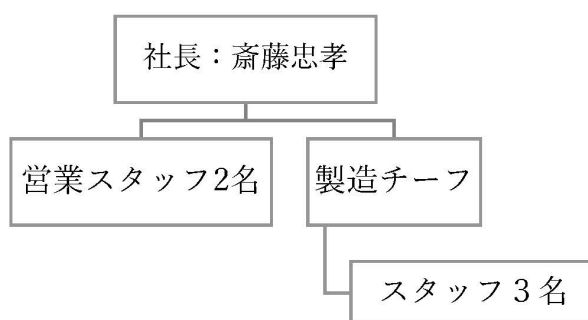 社長：斎藤忠孝
営業スタッフ2名
製造チーフ
スタッフ３名